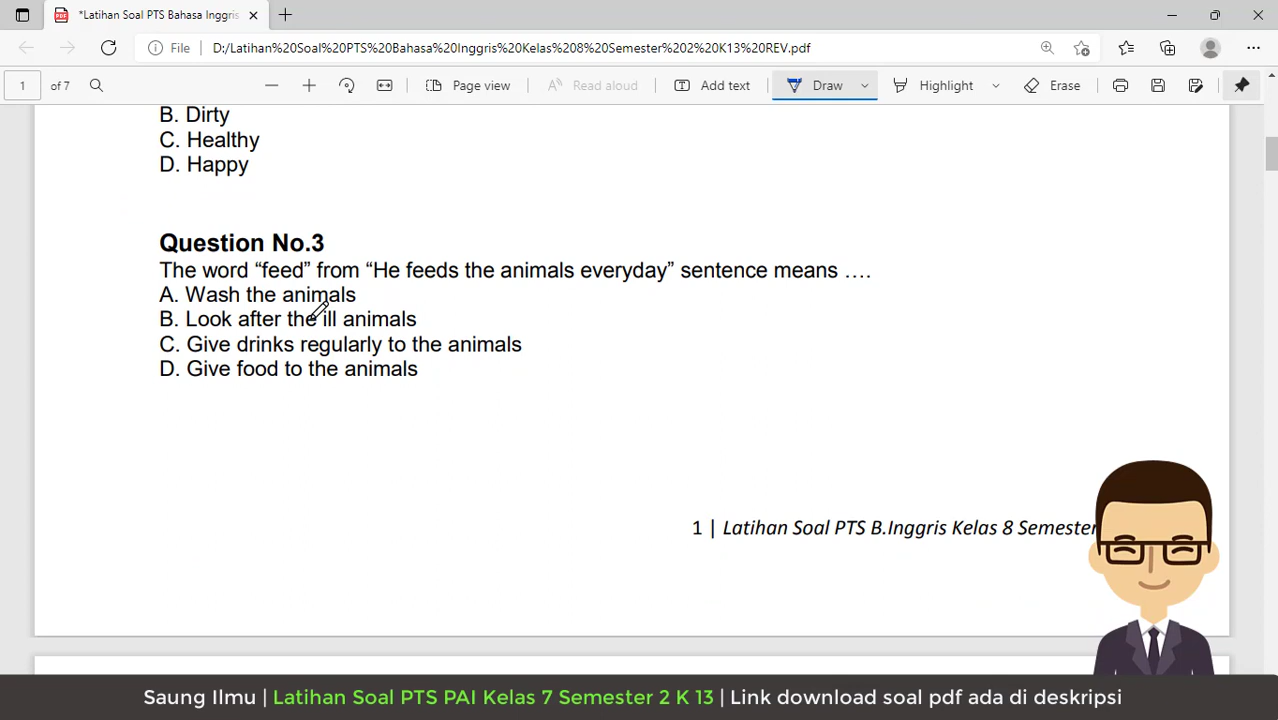 *Latihan Soal PTS Bahasa Inggris
File
D:/Latihan%20Soal%20PTS%20Bahasa%20Inggris%20Kelas%208%20Semester%202%20K13%20REV.pdf
1 of 7
Page view
Read aloud
Add text
Draw
Highlight
Erase
B. Dirty
C. Healthy
D. Happy
Question No.3
The word “feed” from “He feeds the animals everyday” sentence means ….
A. Wash the animals
B. Look after the ill animals
C. Give drinks regularly to the animals
D. Give food to the animals
1 | Latihan Soal PTS B.Inggris Kelas 8 Semester
Saung Ilmu | Latihan Soal PTS PAI Kelas 7 Semester 2 K 13 | Link download soal pdf ada di deskripsi